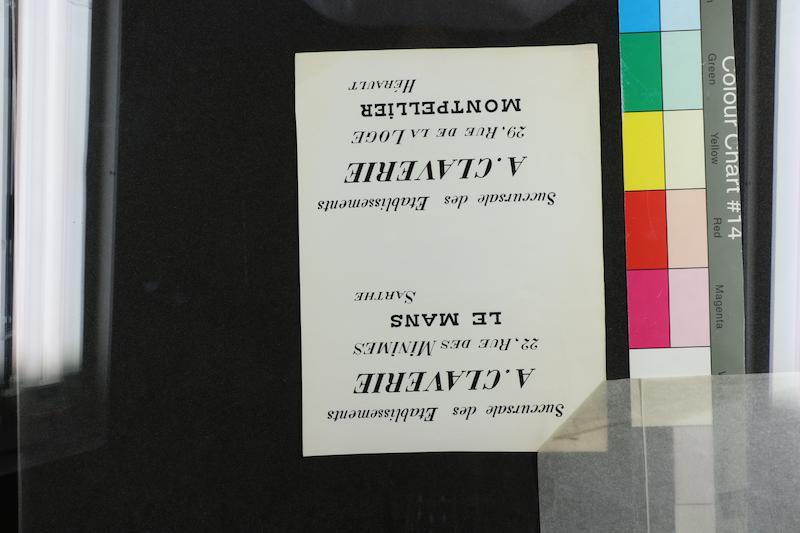 Succursale des Etablissements
A. CLAVERIE
22, RUE DES MINIMES
LE MANS
SARTHE
Succursale des Etablissements
A. CLAVERIE
29, RUE DE LA LOGE
MONTPELLIER
HÉRAULT
Colour Chart #14
Green
Yellow
Red
Magenta